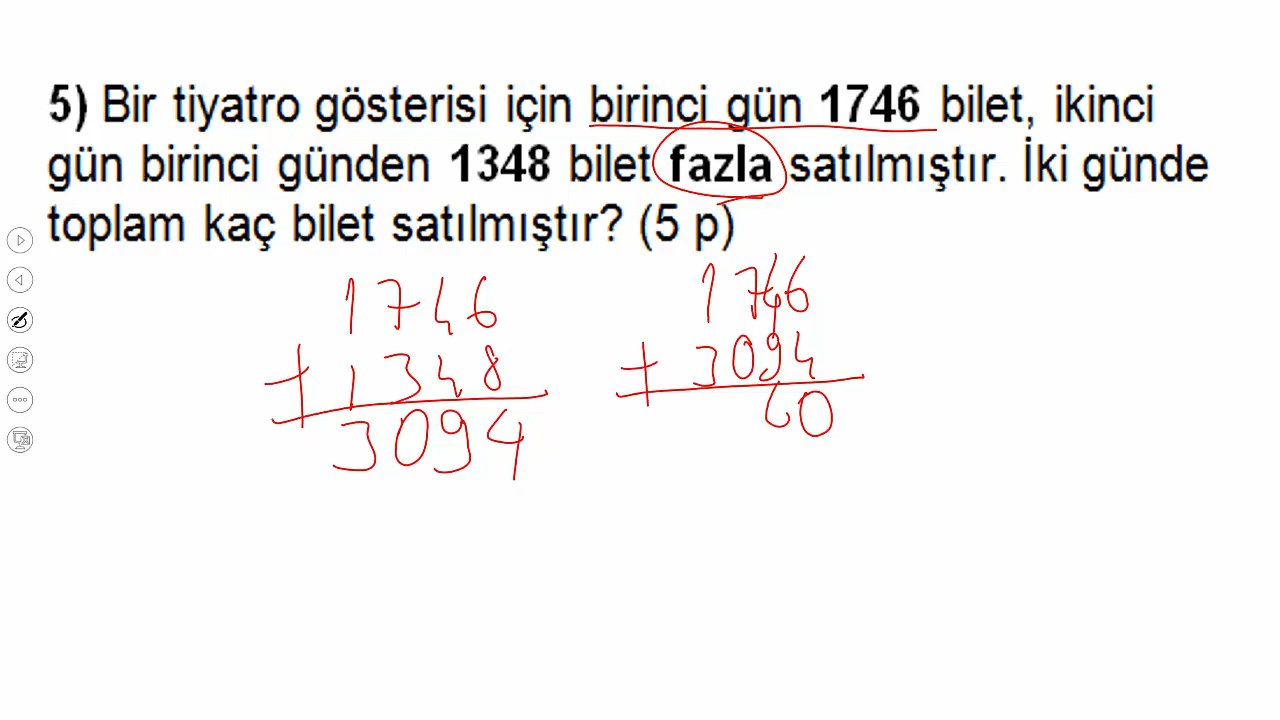 5) Bir tiyatro gösterisi için birinci gün 1746 bilet, ikinci
gün birinci günden 1348 bilet fazla satılmıştır. İki günde
toplam kaç bilet satılmıştır? (5 p)
1746
+ 1348
3094
1746
+ 3094
40